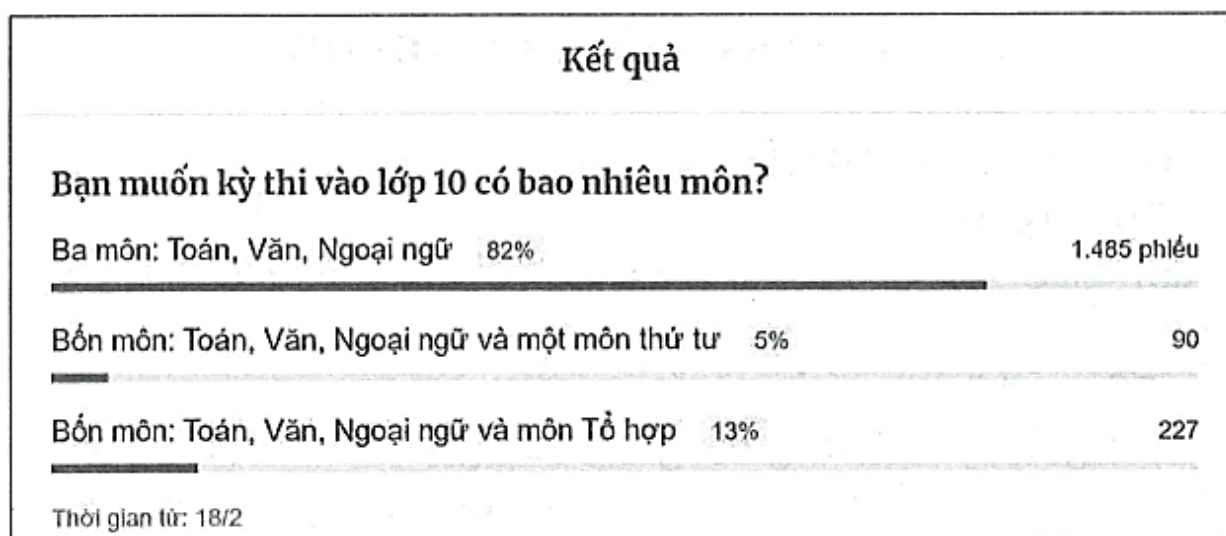 Kết quả
Bạn muốn kỳ thi vào lớp 10 có bao nhiêu môn?
Ba môn: Toán, Văn, Ngoại ngữ 82% 1.485 phiếu
Bốn môn: Toán, Văn, Ngoại ngữ và một môn thứ tư 5% 90
Bốn môn: Toán, Văn, Ngoại ngữ và môn Tổ hợp 13% 227
Thời gian từ: 18/2